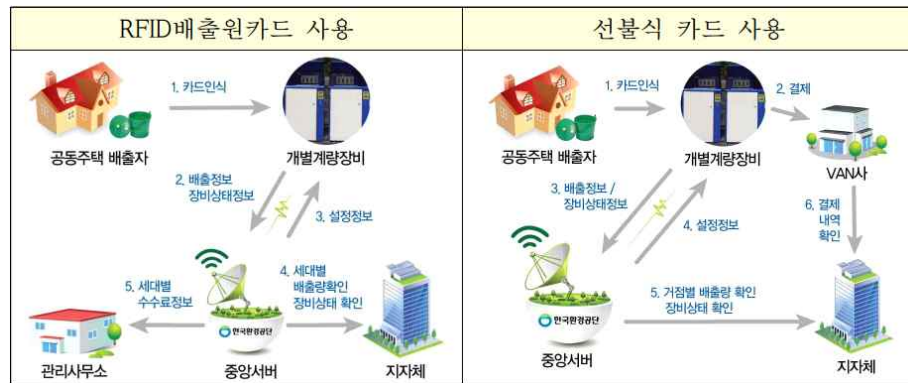 RFID배출원카드 사용
1. 카드인식
공동주택 배출자
개별계량장비
2. 배출정보
장비상태정보
3. 설정정보
4. 세대별
배출량확인
장비상태 확인
5. 세대별
수수료정보
한국환경공단
관리사무소
중앙서버
지자체
선불식 카드 사용
1. 카드인식
2. 결제
공동주택 배출자
개별계량장비
VAN사
3. 배출정보 /
장비상태정보
4. 설정정보
6. 결제
내역
확인
5. 거점별 배출량 확인
장비상태 확인
한국환경공단
중앙서버
지자체